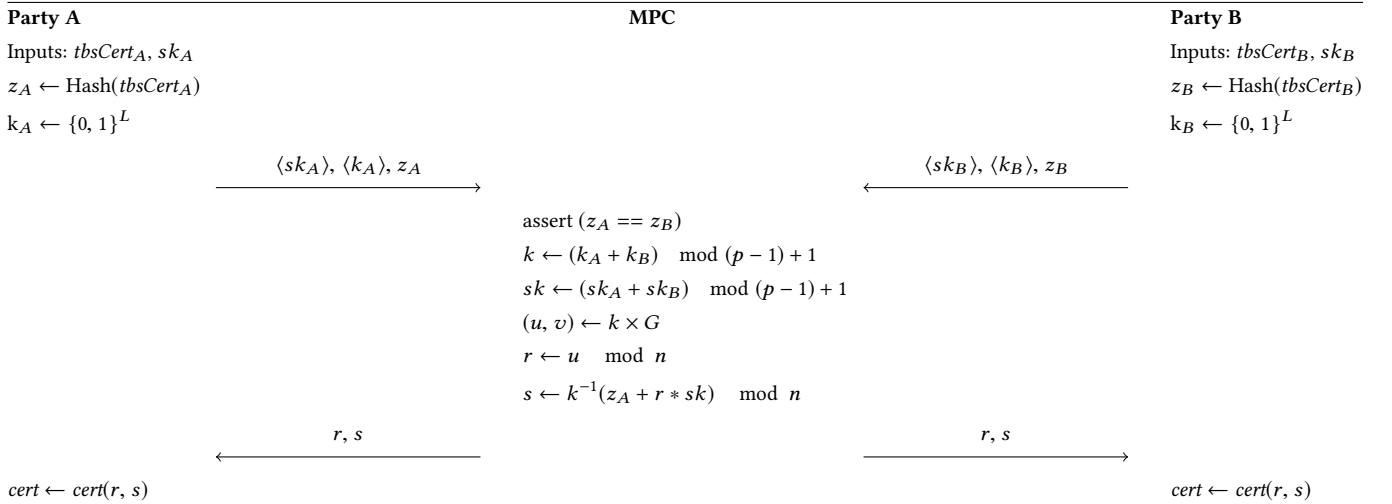 Party A MPC Party B
Inputs: tbsCert_A, sk_A Inputs: tbsCert_B, sk_B
z_A ← Hash(tbsCert_A) z_B ← Hash(tbsCert_B)
k_A ← {0, 1}^L k_B ← {0, 1}^L
⟨sk_A⟩, ⟨k_A⟩, z_A ⟨sk_B⟩, ⟨k_B⟩, z_B
assert (z_A == z_B)
k ← (k_A + k_B) mod (p − 1) + 1
sk ← (sk_A + sk_B) mod (p − 1) + 1
(u, v) ← k × G
r ← u mod n
s ← k^{−1}(z_A + r ∗ sk) mod n
r, s r, s
cert ← cert(r, s) cert ← cert(r, s)